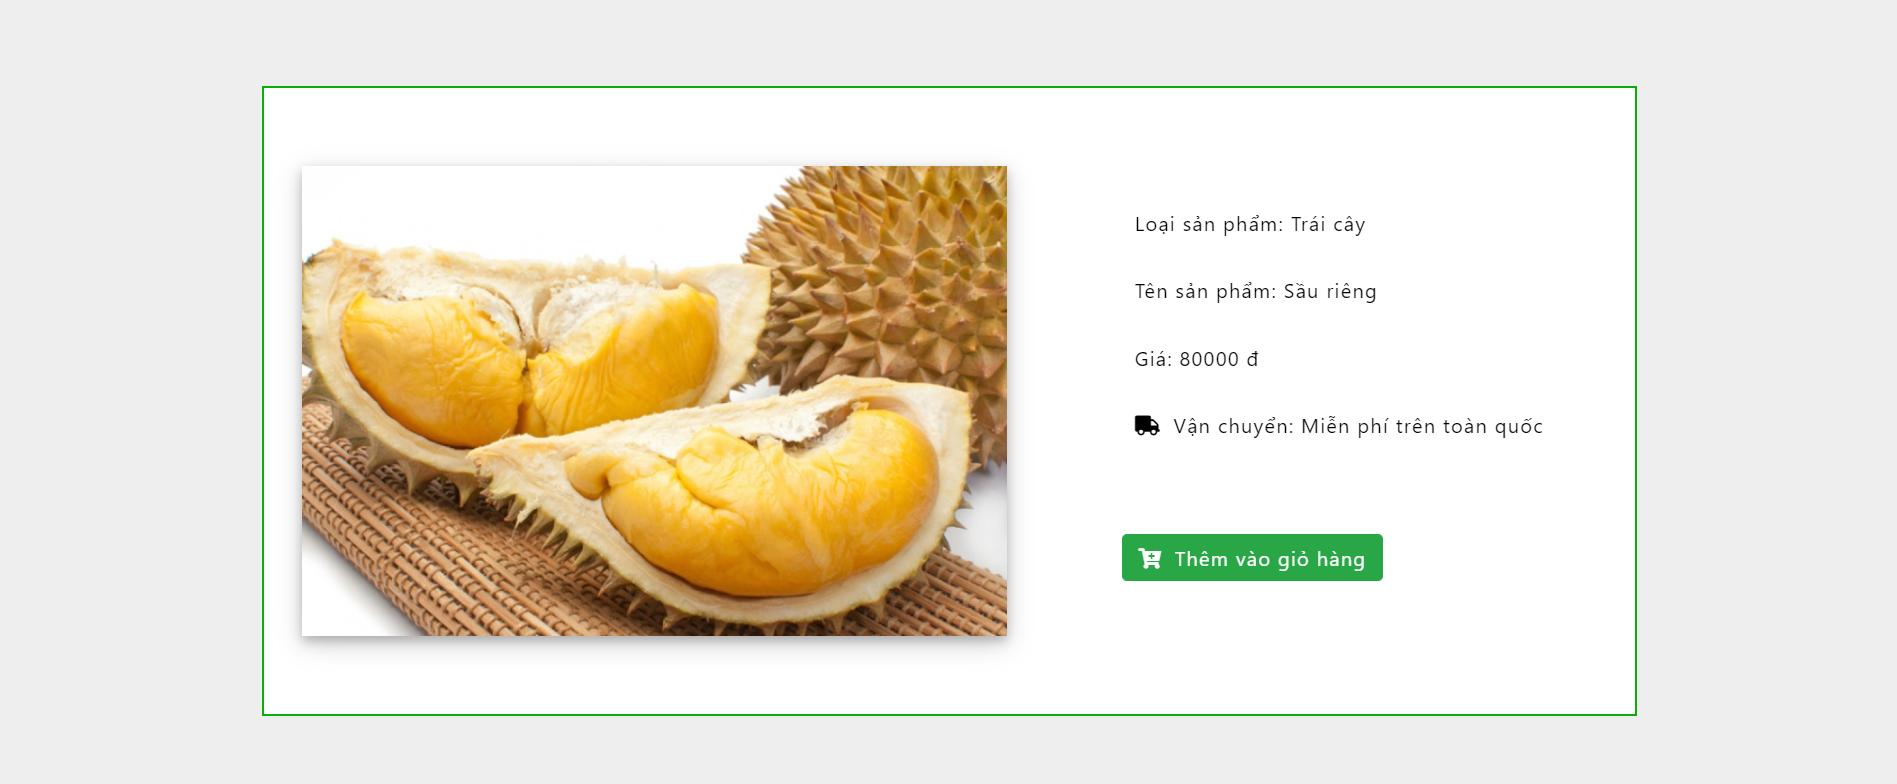 Loại sản phẩm: Trái cây
Tên sản phẩm: Sầu riêng
Giá: 80000 đ
Vận chuyển: Miễn phí trên toàn quốc
Thêm vào giỏ hàng